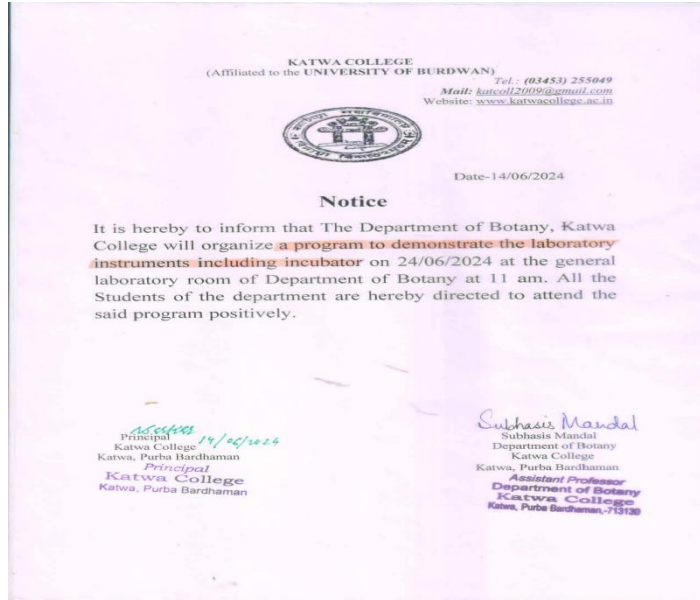 KATWA COLLEGE
(Affiliated to the UNIVERSITY OF BURDWAN)
Tel.: (03453) 255049
Mail: katcoll2009@gmail.com
Website: www.katwacollege.ac.in
Date-14/06/2024
Notice
It is hereby to inform that The Department of Botany, Katwa
College will organize a program to demonstrate the laboratory
instruments including incubator on 24/06/2024 at the general
laboratory room of Department of Botany at 11 am. All the
Students of the department are hereby directed to attend the
said program positively.
14/06/2024
Principal
Katwa College
Katwa, Purba Bardhaman
Principal
Katwa College
Katwa, Purba Bardhaman
Subhasis Mandal
Subhasis Mandal
Department of Botany
Katwa College
Katwa, Purba Bardhaman
Assistant Professor
Department of Botany
Katwa College
Katwa, Purba Bardhaman,-713130